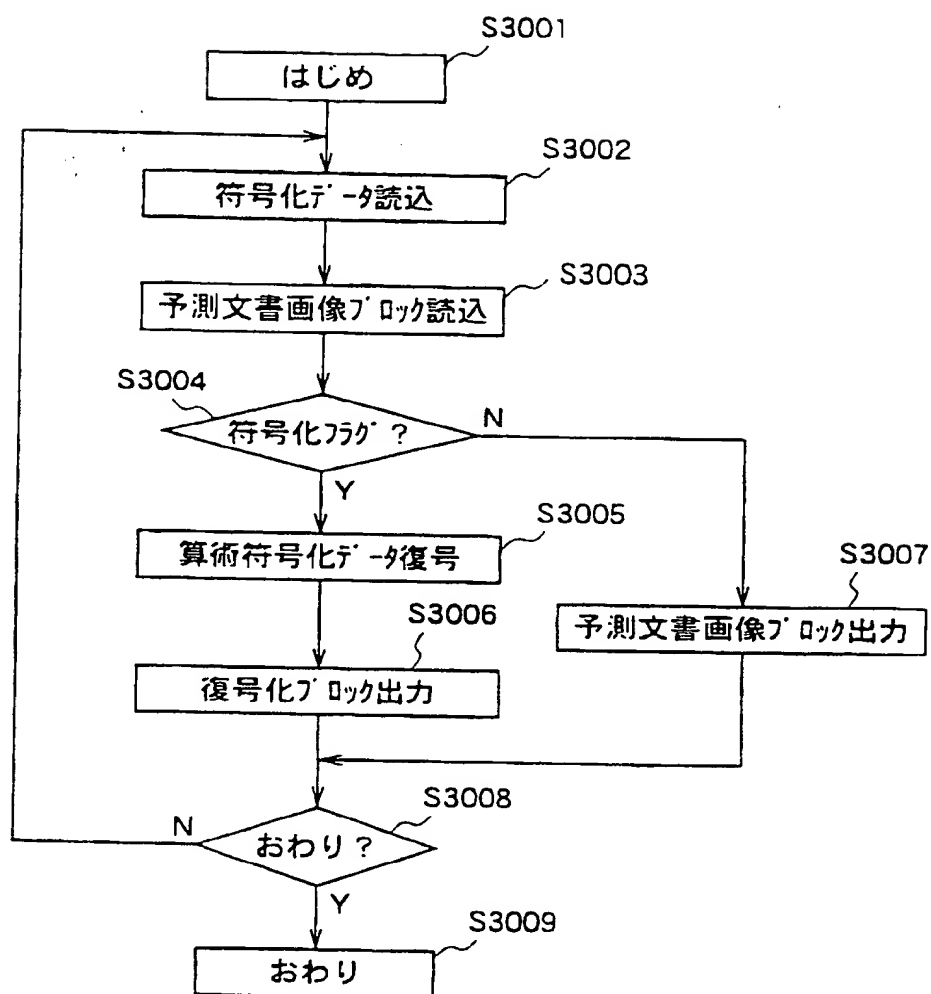 S3001
はじめ
S3002
符号化ﾃﾞｰﾀ読込
S3003
予測文書画像ﾌﾞﾛｯｸ読込
S3004
符号化ﾌﾗｸﾞ?
N
Y
S3005
算術符号化ﾃﾞｰﾀ復号
S3007
予測文書画像ﾌﾞﾛｯｸ出力
S3006
復号化ﾌﾞﾛｯｸ出力
S3008
N
おわり?
Y
S3009
おわり